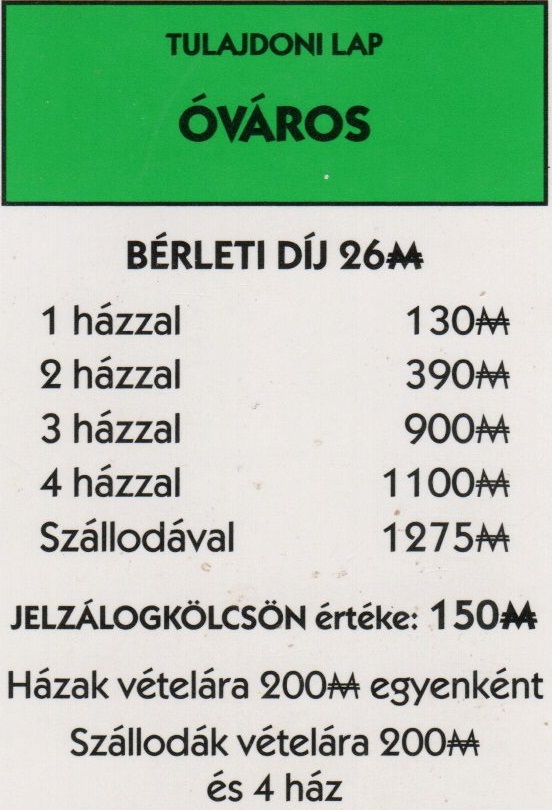 TULAJDONI LAP
ÓVÁROS
BÉRLETI DÍJ 26₩
1 házzal 130₩
2 házzal 390₩
3 házzal 900₩
4 házzal 1100₩
Szállodával 1275₩
JELZÁLOGKÖLCSÖN értéke: 150₩
Házak vételára 200₩ egyenként
Szállodák vételára 200₩
és 4 ház